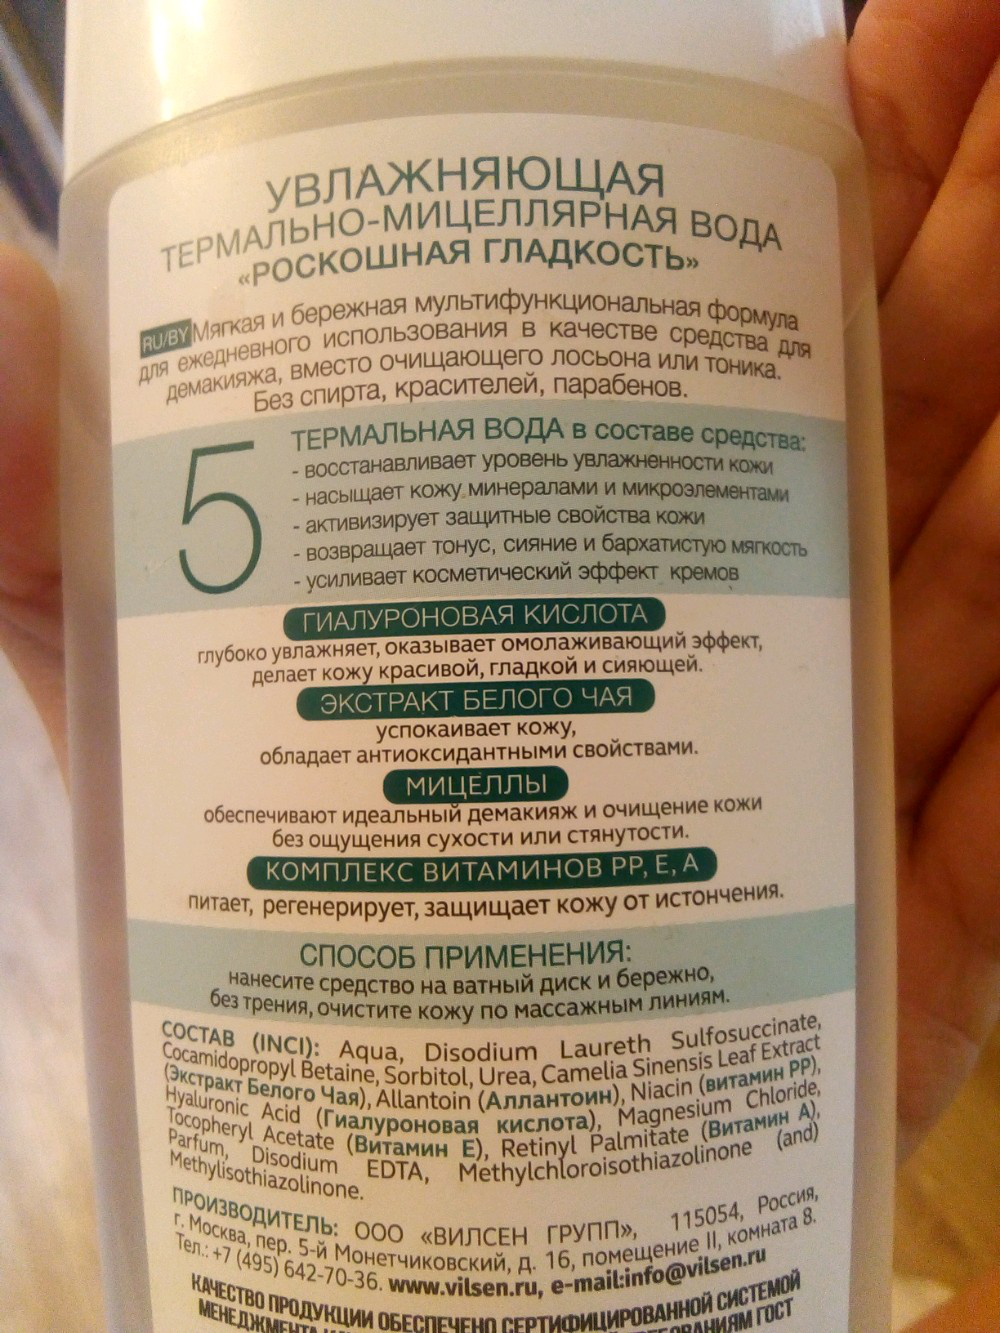 УВЛАЖНЯЮЩАЯ
ТЕРМАЛЬНО-МИЦЕЛЛЯРНАЯ ВОДА
«РОСКОШНАЯ ГЛАДКОСТЬ»
RU/BY Мягкая и бережная мультифункциональная формула
для ежедневного использования в качестве средства для
демакияжа, вместо очищающего лосьона или тоника.
Без спирта, красителей, парабенов.
5
ТЕРМАЛЬНАЯ ВОДА в составе средства:
- восстанавливает уровень увлажненности кожи
- насыщает кожу минералами и микроэлементами
- активизирует защитные свойства кожи
- возвращает тонус, сияние и бархатистую мягкость
- усиливает косметический эффект кремов
ГИАЛУРОНОВАЯ КИСЛОТА
глубоко увлажняет, оказывает омолаживающий эффект,
делает кожу красивой, гладкой и сияющей.
ЭКСТРАКТ БЕЛОГО ЧАЯ
успокаивает кожу,
обладает антиоксидантными свойствами.
МИЦЕЛЛЫ
обеспечивают идеальный демакияж и очищение кожи
без ощущения сухости или стянутости.
КОМПЛЕКС ВИТАМИНОВ PP, E, A
питает, регенерирует, защищает кожу от истончения.
СПОСОБ ПРИМЕНЕНИЯ:
нанесите средство на ватный диск и бережно,
без трения, очистите кожу по массажным линиям.
СОСТАВ (INCI): Aqua, Disodium Laureth Sulfosuccinate,
Cocamidopropyl Betaine, Sorbitol, Urea, Camelia Sinensis Leaf Extract
(Экстракт Белого Чая), Allantoin (Аллантоин), Niacin (витамин PP),
Hyaluronic Acid (Гиалуроновая кислота), Magnesium Chloride,
Tocopheryl Acetate (Витамин Е), Retinyl Palmitate (Витамин А),
Parfum, Disodium EDTA, Methylchloroisothiazolinone (and)
Methylisothiazolinone.
ПРОИЗВОДИТЕЛЬ: ООО «ВИЛСЕН ГРУПП», 115054, Россия,
г. Москва, пер. 5-й Монетчиковский, д. 16, помещение II, комната 8.
Тел.: +7 (495) 642-70-36. www.vilsen.ru, e-mail:info@vilsen.ru
КАЧЕСТВО ПРОДУКЦИИ ОБЕСПЕЧЕНО СЕРТИФИЦИРОВАННОЙ СИСТЕМОЙ
МЕНЕДЖМЕНТА ТРЕБОВАНИЯМ ГОСТ